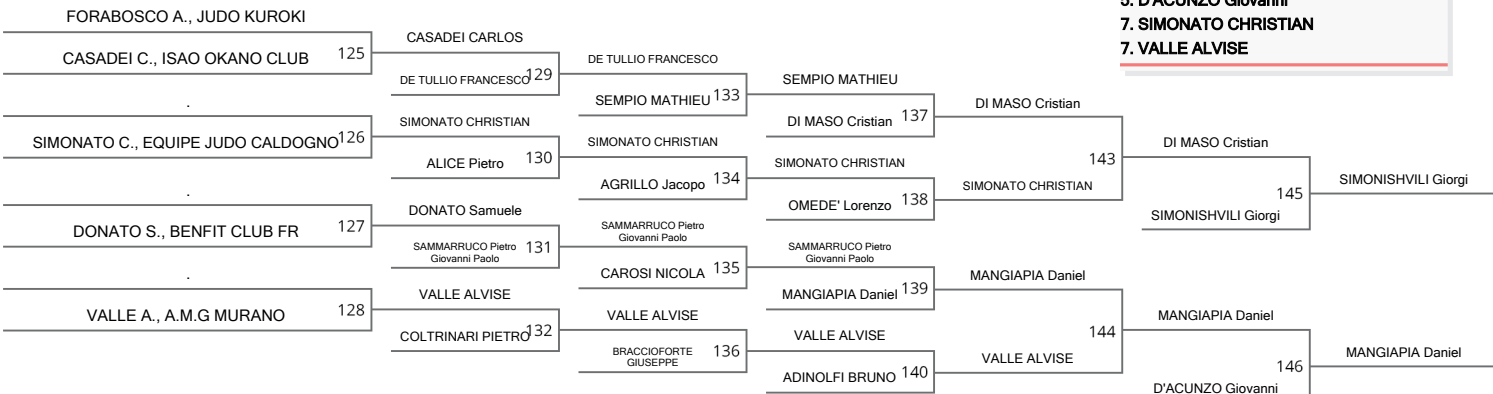 5. D'ACUNZO Giovanni
7. SIMONATO CHRISTIAN
7. VALLE ALVISE
FORABOSCO A., JUDO KUROKI
CASADEI C., ISAO OKANO CLUB
125
.
SIMONATO C., EQUIPE JUDO CALDOGNO
126
.
DONATO S., BENFIT CLUB FR
127
.
VALLE A., A.M.G MURANO
128
CASADEI CARLOS
DE TULLIO FRANCESCO
129
SIMONATO CHRISTIAN
ALICE Pietro
130
DONATO Samuele
SAMMARRUCO Pietro
Giovanni Paolo
131
VALLE ALVISE
COLTRINARI PIETRO
132
DE TULLIO FRANCESCO
SEMPIO MATHIEU
133
SIMONATO CHRISTIAN
AGRILLO Jacopo
134
SAMMARRUCO Pietro
Giovanni Paolo
CAROSI NICOLA
135
VALLE ALVISE
BRACCIOFORTE
GIUSEPPE
136
SEMPIO MATHIEU
DI MASO Cristian
137
SIMONATO CHRISTIAN
OMEDE' Lorenzo
138
SAMMARRUCO Pietro
Giovanni Paolo
MANGIAPIA Daniel
139
VALLE ALVISE
ADINOLFI BRUNO
140
DI MASO Cristian
SIMONATO CHRISTIAN
143
MANGIAPIA Daniel
VALLE ALVISE
144
DI MASO Cristian
SIMONISHVILI Giorgi
145
MANGIAPIA Daniel
D'ACUNZO Giovanni
146
SIMONISHVILI Giorgi
MANGIAPIA Daniel